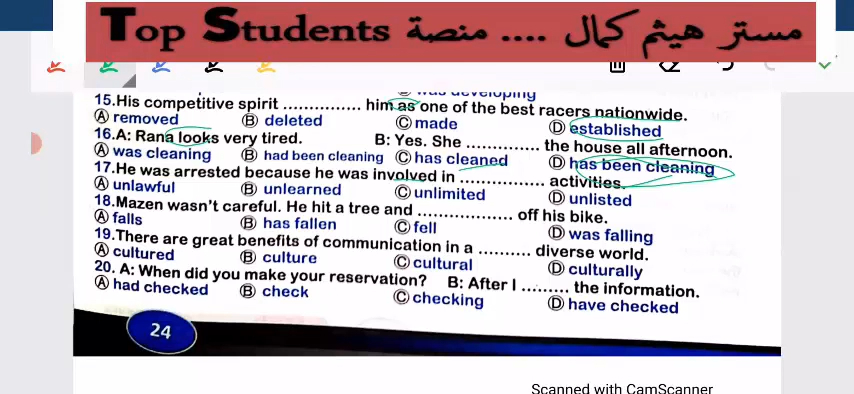 Top Students مستر هيثم كمال .... منصة
was developing
15.His competitive spirit ............... him as one of the best racers nationwide.
Ⓐ removed Ⓑ deleted Ⓒ made Ⓓ established
16.A: Rana looks very tired. B: Yes. She .............. the house all afternoon.
Ⓐ was cleaning Ⓑ had been cleaning Ⓒ has cleaned Ⓓ has been cleaning
17.He was arrested because he was involved in ................ activities.
Ⓐ unlawful Ⓑ unlearned Ⓒ unlimited Ⓓ unlisted
18.Mazen wasn't careful. He hit a tree and ................. off his bike.
Ⓐ falls Ⓑ has fallen Ⓒ fell Ⓓ was falling
19.There are great benefits of communication in a .......... diverse world.
Ⓐ cultured Ⓑ culture Ⓒ cultural Ⓓ culturally
20. A: When did you make your reservation? B: After I ......... the information.
Ⓐ had checked Ⓑ check Ⓒ checking Ⓓ have checked
24
Scanned with CamScanner